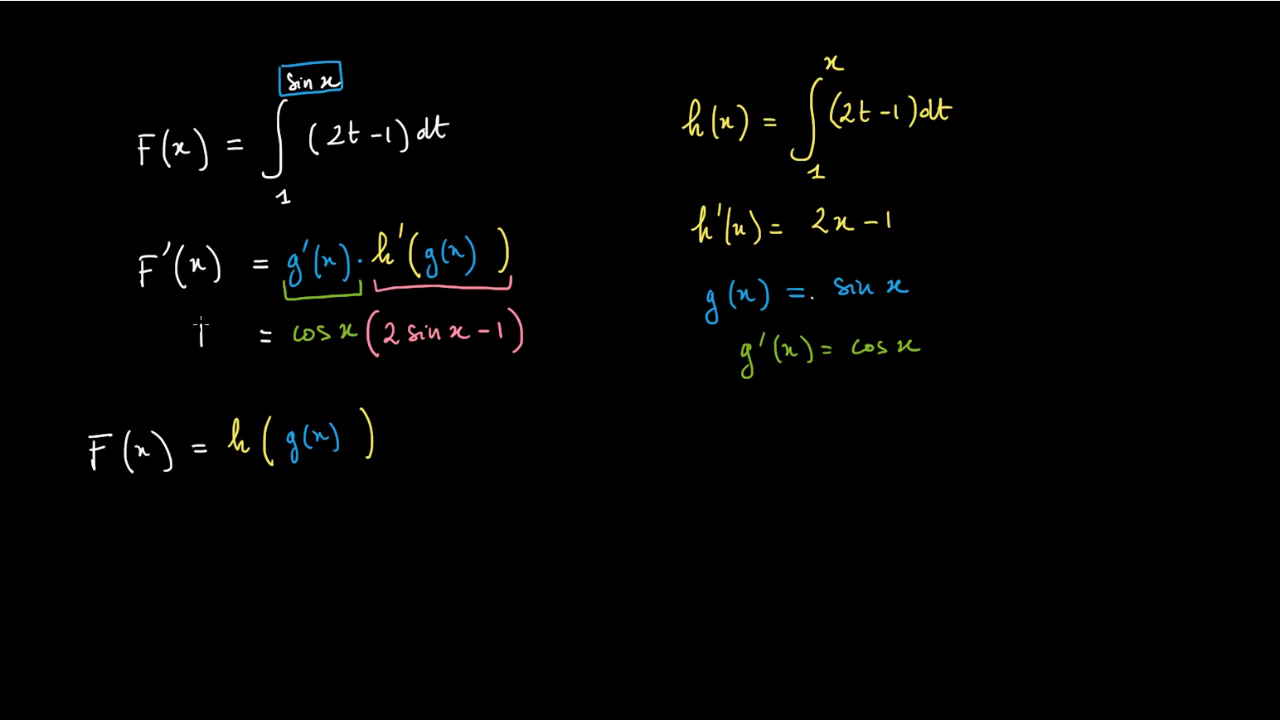 F(x) = ∫₁^(sin x) (2t - 1) dt
F'(x) = g'(x) · h'(g(x))
= cos x (2 sin x - 1)
F(x) = h(g(x))
h(x) = ∫₁^x (2t - 1) dt
h'(x) = 2x - 1
g(x) = sin x
g'(x) = cos x